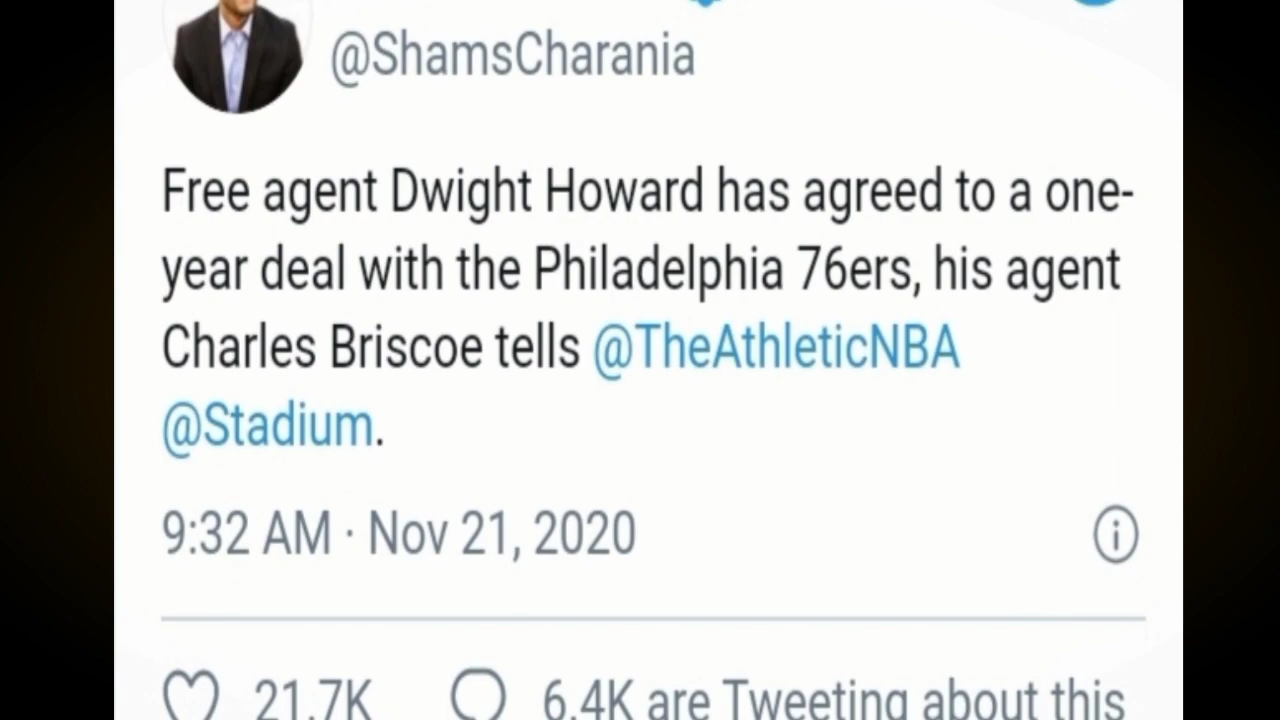 @ShamsCharania
Free agent Dwight Howard has agreed to a one-
year deal with the Philadelphia 76ers, his agent
Charles Briscoe tells @TheAthleticNBA
@Stadium.
9:32 AM · Nov 21, 2020
21.7K 6.4K are Tweeting about this